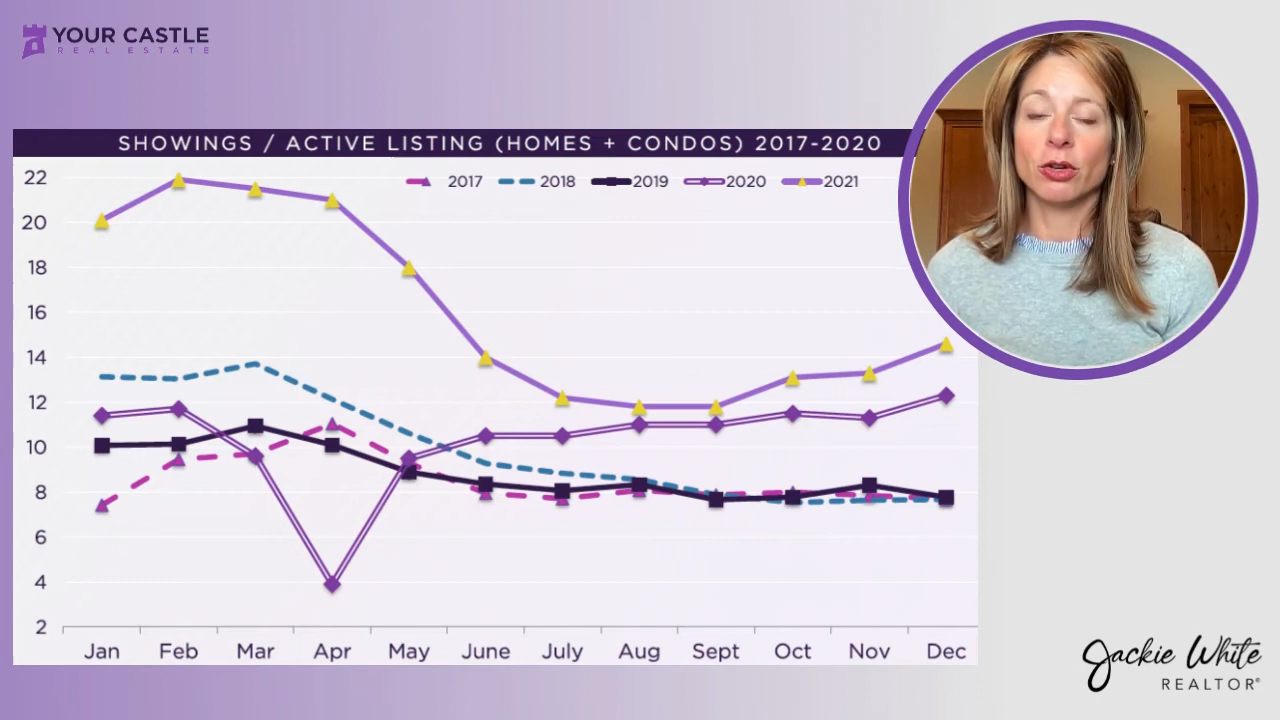 YOUR CASTLE
REAL ESTATE
SHOWINGS / ACTIVE LISTING (HOMES + CONDOS) 2017-2020
2017 2018 2019 2020 2021
22
20
18
16
14
12
10
8
6
4
2
Jan Feb Mar Apr May June July Aug Sept Oct Nov Dec
Jackie White
REALTOR®